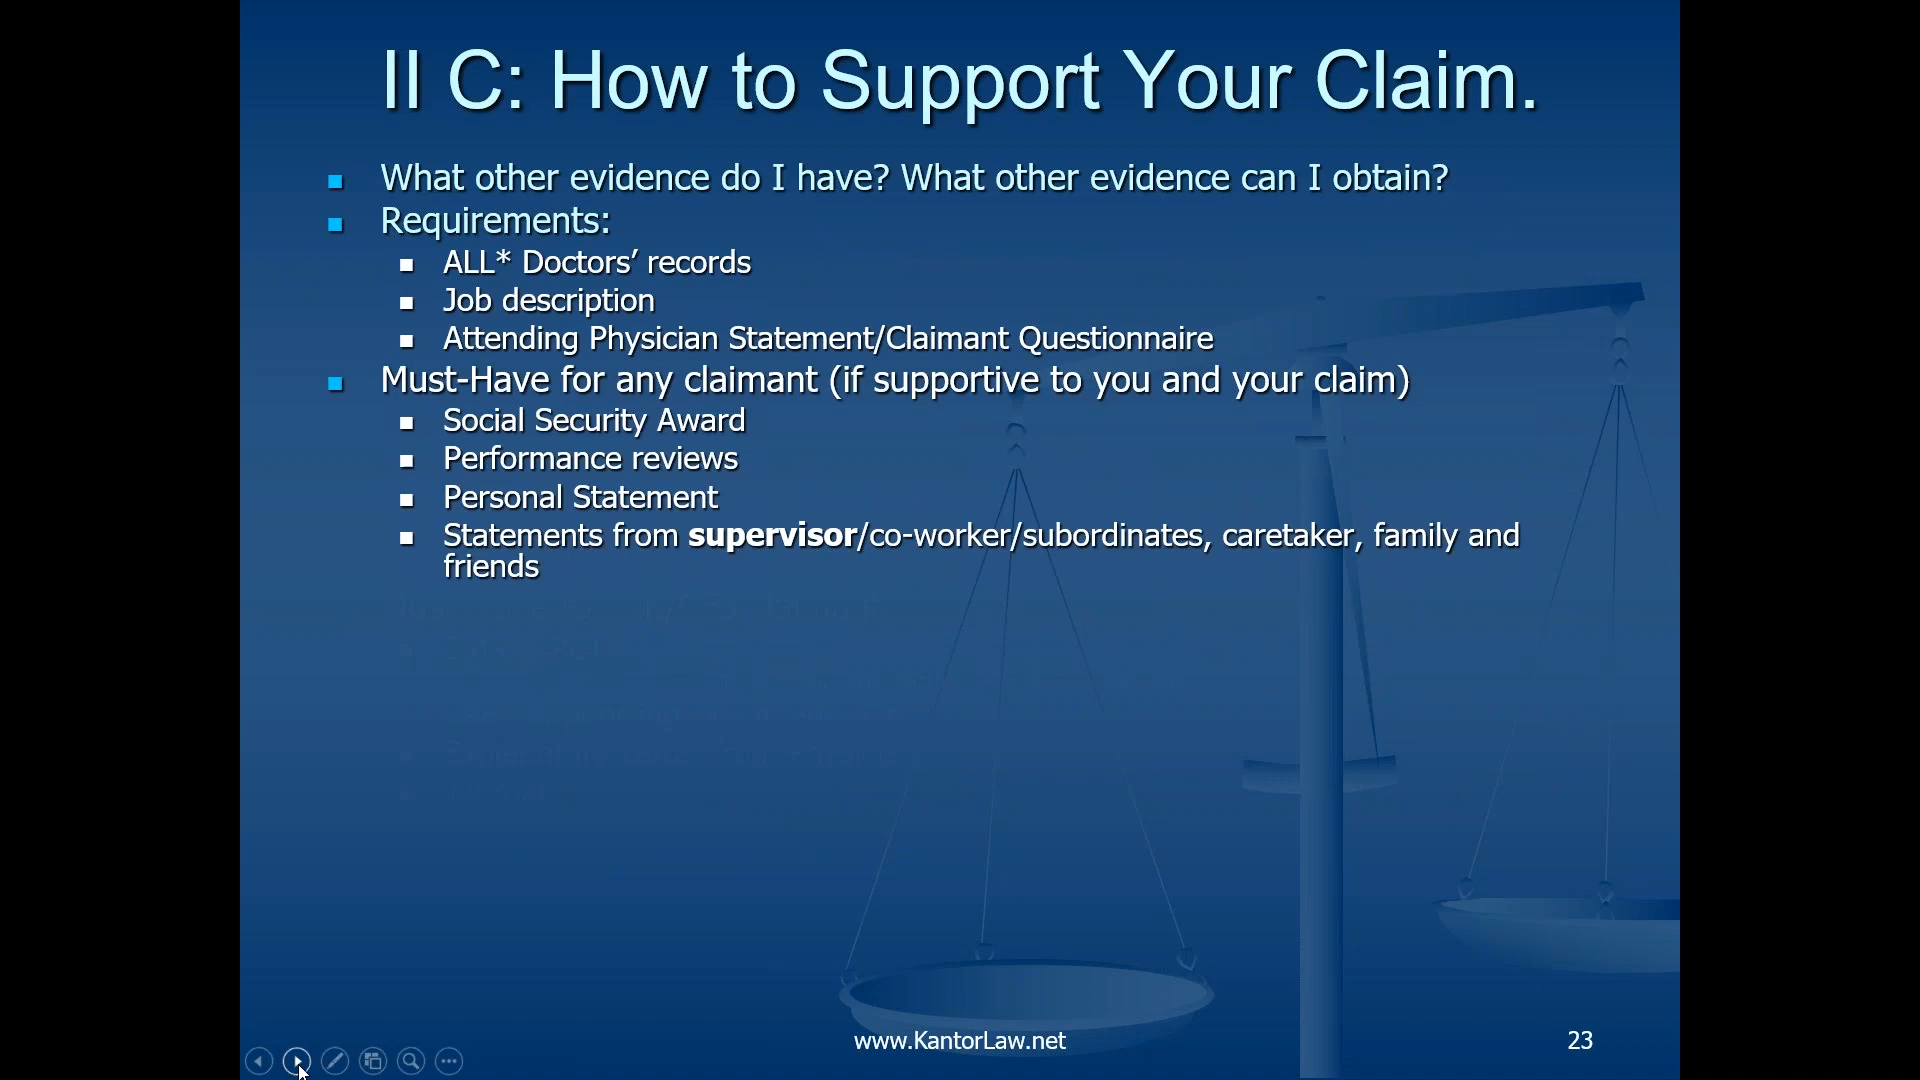 II C: How to Support Your Claim.
What other evidence do I have? What other evidence can I obtain?
Requirements:
ALL* Doctors’ records
Job description
Attending Physician Statement/Claimant Questionnaire
Must-Have for any claimant (if supportive to you and your claim)
Social Security Award
Performance reviews
Personal Statement
Statements from supervisor/co-worker/subordinates, caretaker, family and
friends
www.KantorLaw.net
23